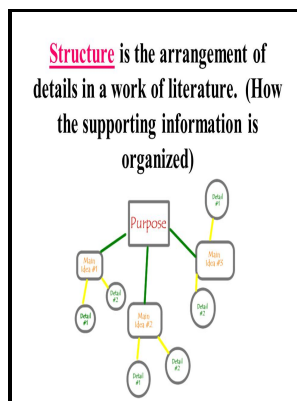 Structure is the arrangement of
details in a work of literature. (How
the supporting information is
organized)
Purpose
Detail
#1
Main
Idea #1
Main
Idea #3
Detail
#2
Detail
#1
Main
Idea #2
Detail
#2
Detail
#1
Detail
#2